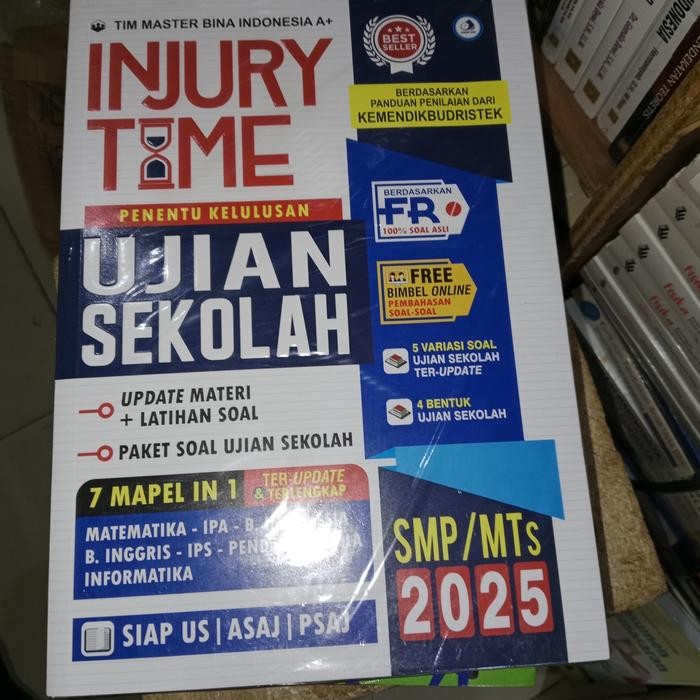 TIM MASTER BINA INDONESIA A+
INJURY
TIME
PENENTU KELULUSAN
UJIAN
SEKOLAH
UPDATE MATERI
+ LATIHAN SOAL
PAKET SOAL UJIAN SEKOLAH
7 MAPEL IN 1
TER-UPDATE
& TERLENGKAP
MATEMATIKA - IPA - B.
B. INGGRIS - IPS -
INFORMATIKA
SIAP US | ASAJ | PSAJ
BEST
SELLER
BERDASARKAN
PANDUAN PENILAIAN DARI
KEMENDIKBUDRISTEK
BERDASARKAN
FR
100% SOAL ASLI
FREE
BIMBEL ONLINE
PEMBAHASAN
SOAL-SOAL
5 VARIASI SOAL
UJIAN SEKOLAH
TER-UPDATE
4 BENTUK
UJIAN SEKOLAH
SMP/MTs
2025